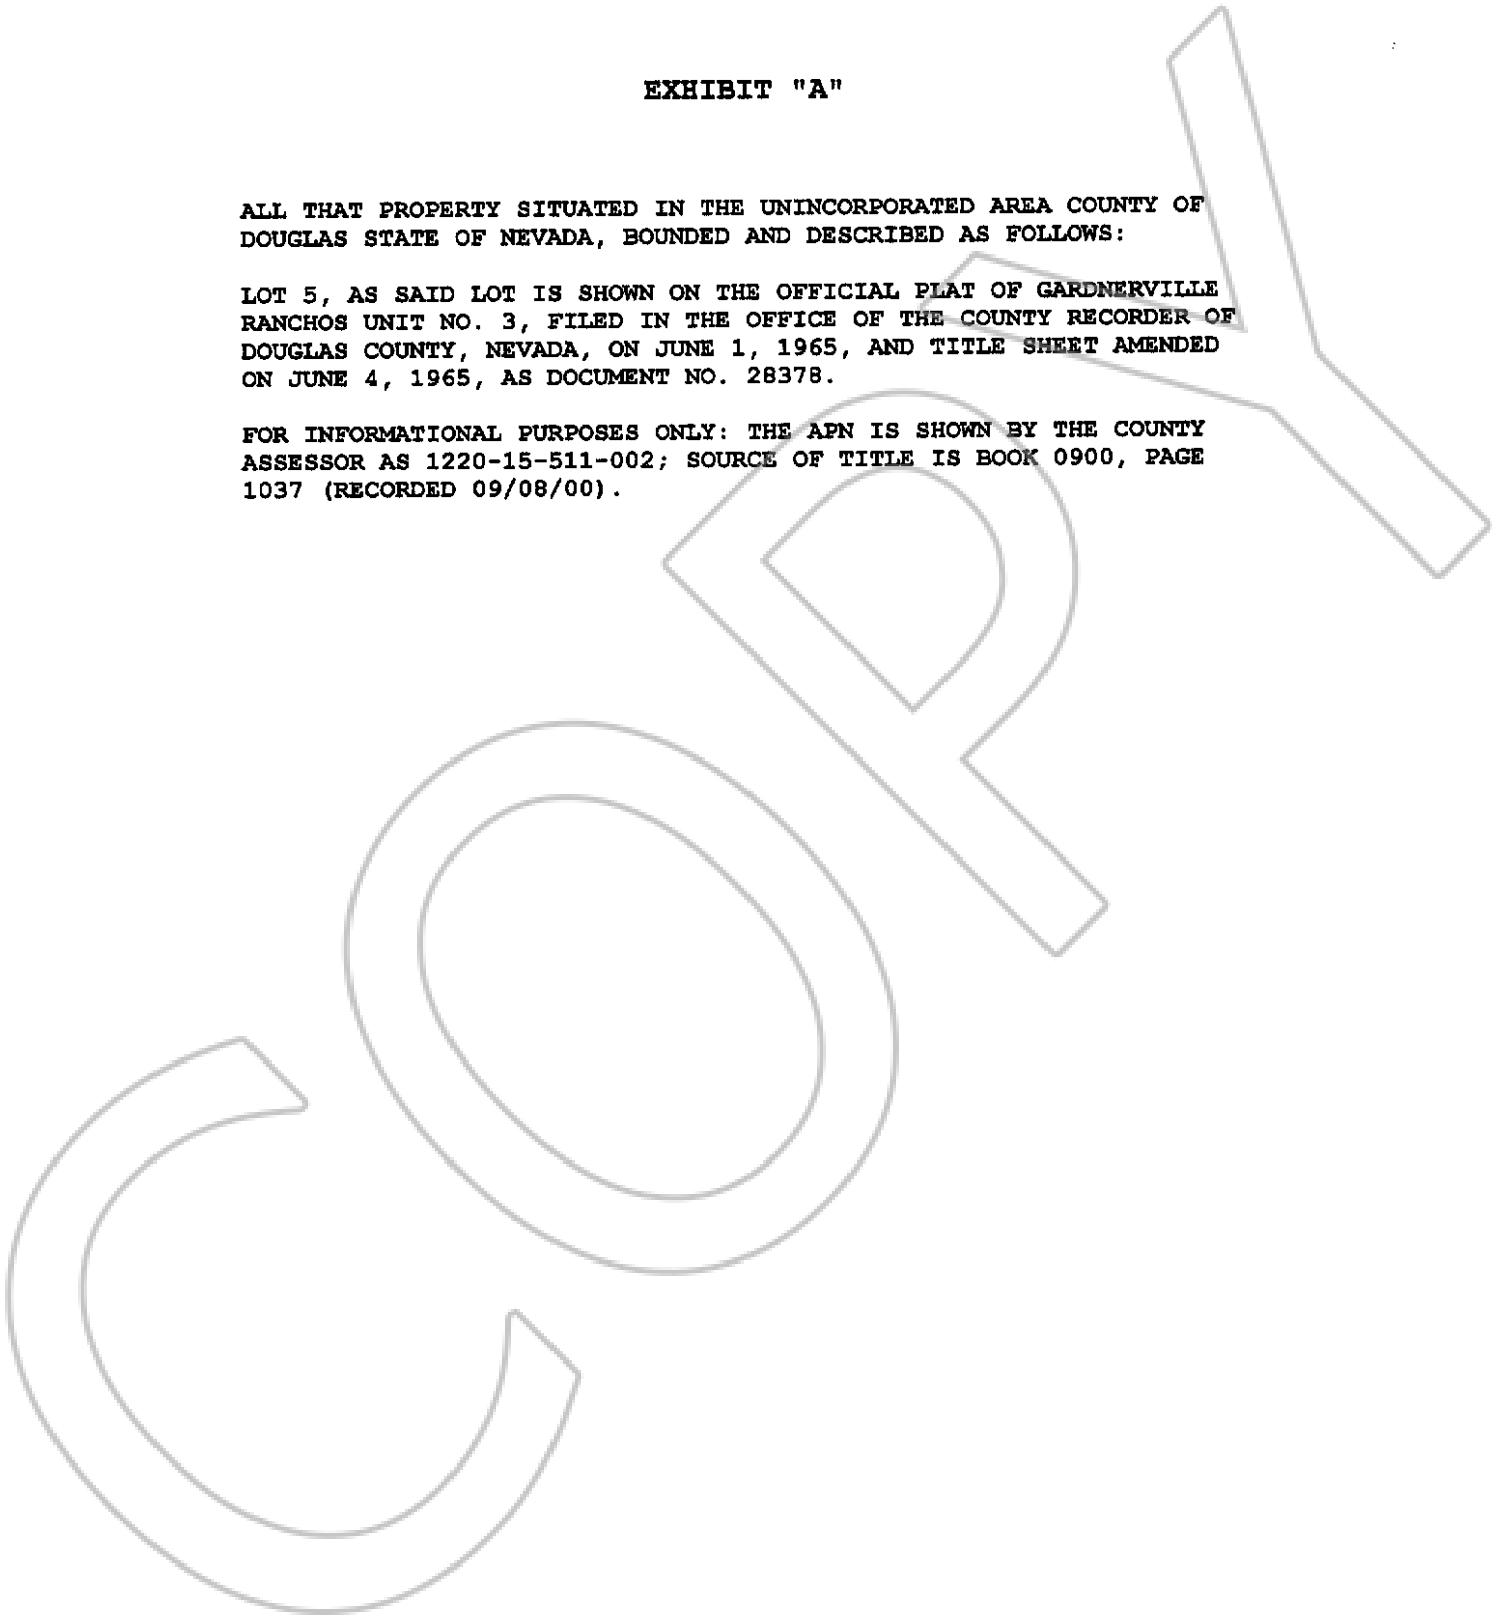 EXHIBIT "A"
ALL THAT PROPERTY SITUATED IN THE UNINCORPORATED AREA COUNTY OF
DOUGLAS STATE OF NEVADA, BOUNDED AND DESCRIBED AS FOLLOWS:
LOT 5, AS SAID LOT IS SHOWN ON THE OFFICIAL PLAT OF GARDNERVILLE
RANCHOS UNIT NO. 3, FILED IN THE OFFICE OF THE COUNTY RECORDER OF
DOUGLAS COUNTY, NEVADA, ON JUNE 1, 1965, AND TITLE SHEET AMENDED
ON JUNE 4, 1965, AS DOCUMENT NO. 28378.
FOR INFORMATIONAL PURPOSES ONLY: THE APN IS SHOWN BY THE COUNTY
ASSESSOR AS 1220-15-511-002; SOURCE OF TITLE IS BOOK 0900, PAGE
1037 (RECORDED 09/08/00).
COPY